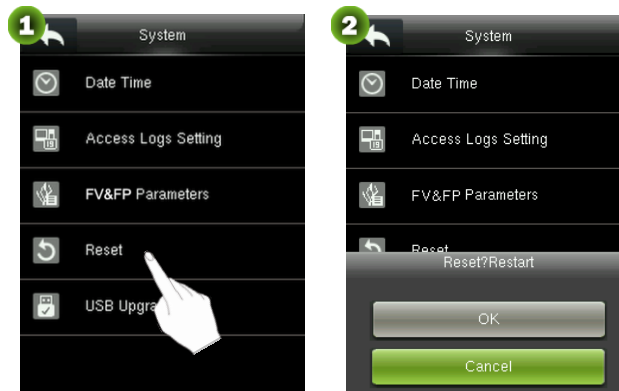 1
System
Date Time
Access Logs Setting
FV&FP Parameters
Reset
USB Upgra
2
System
Date Time
Access Logs Setting
FV&FP Parameters
Reset
Reset?Restart
OK
Cancel